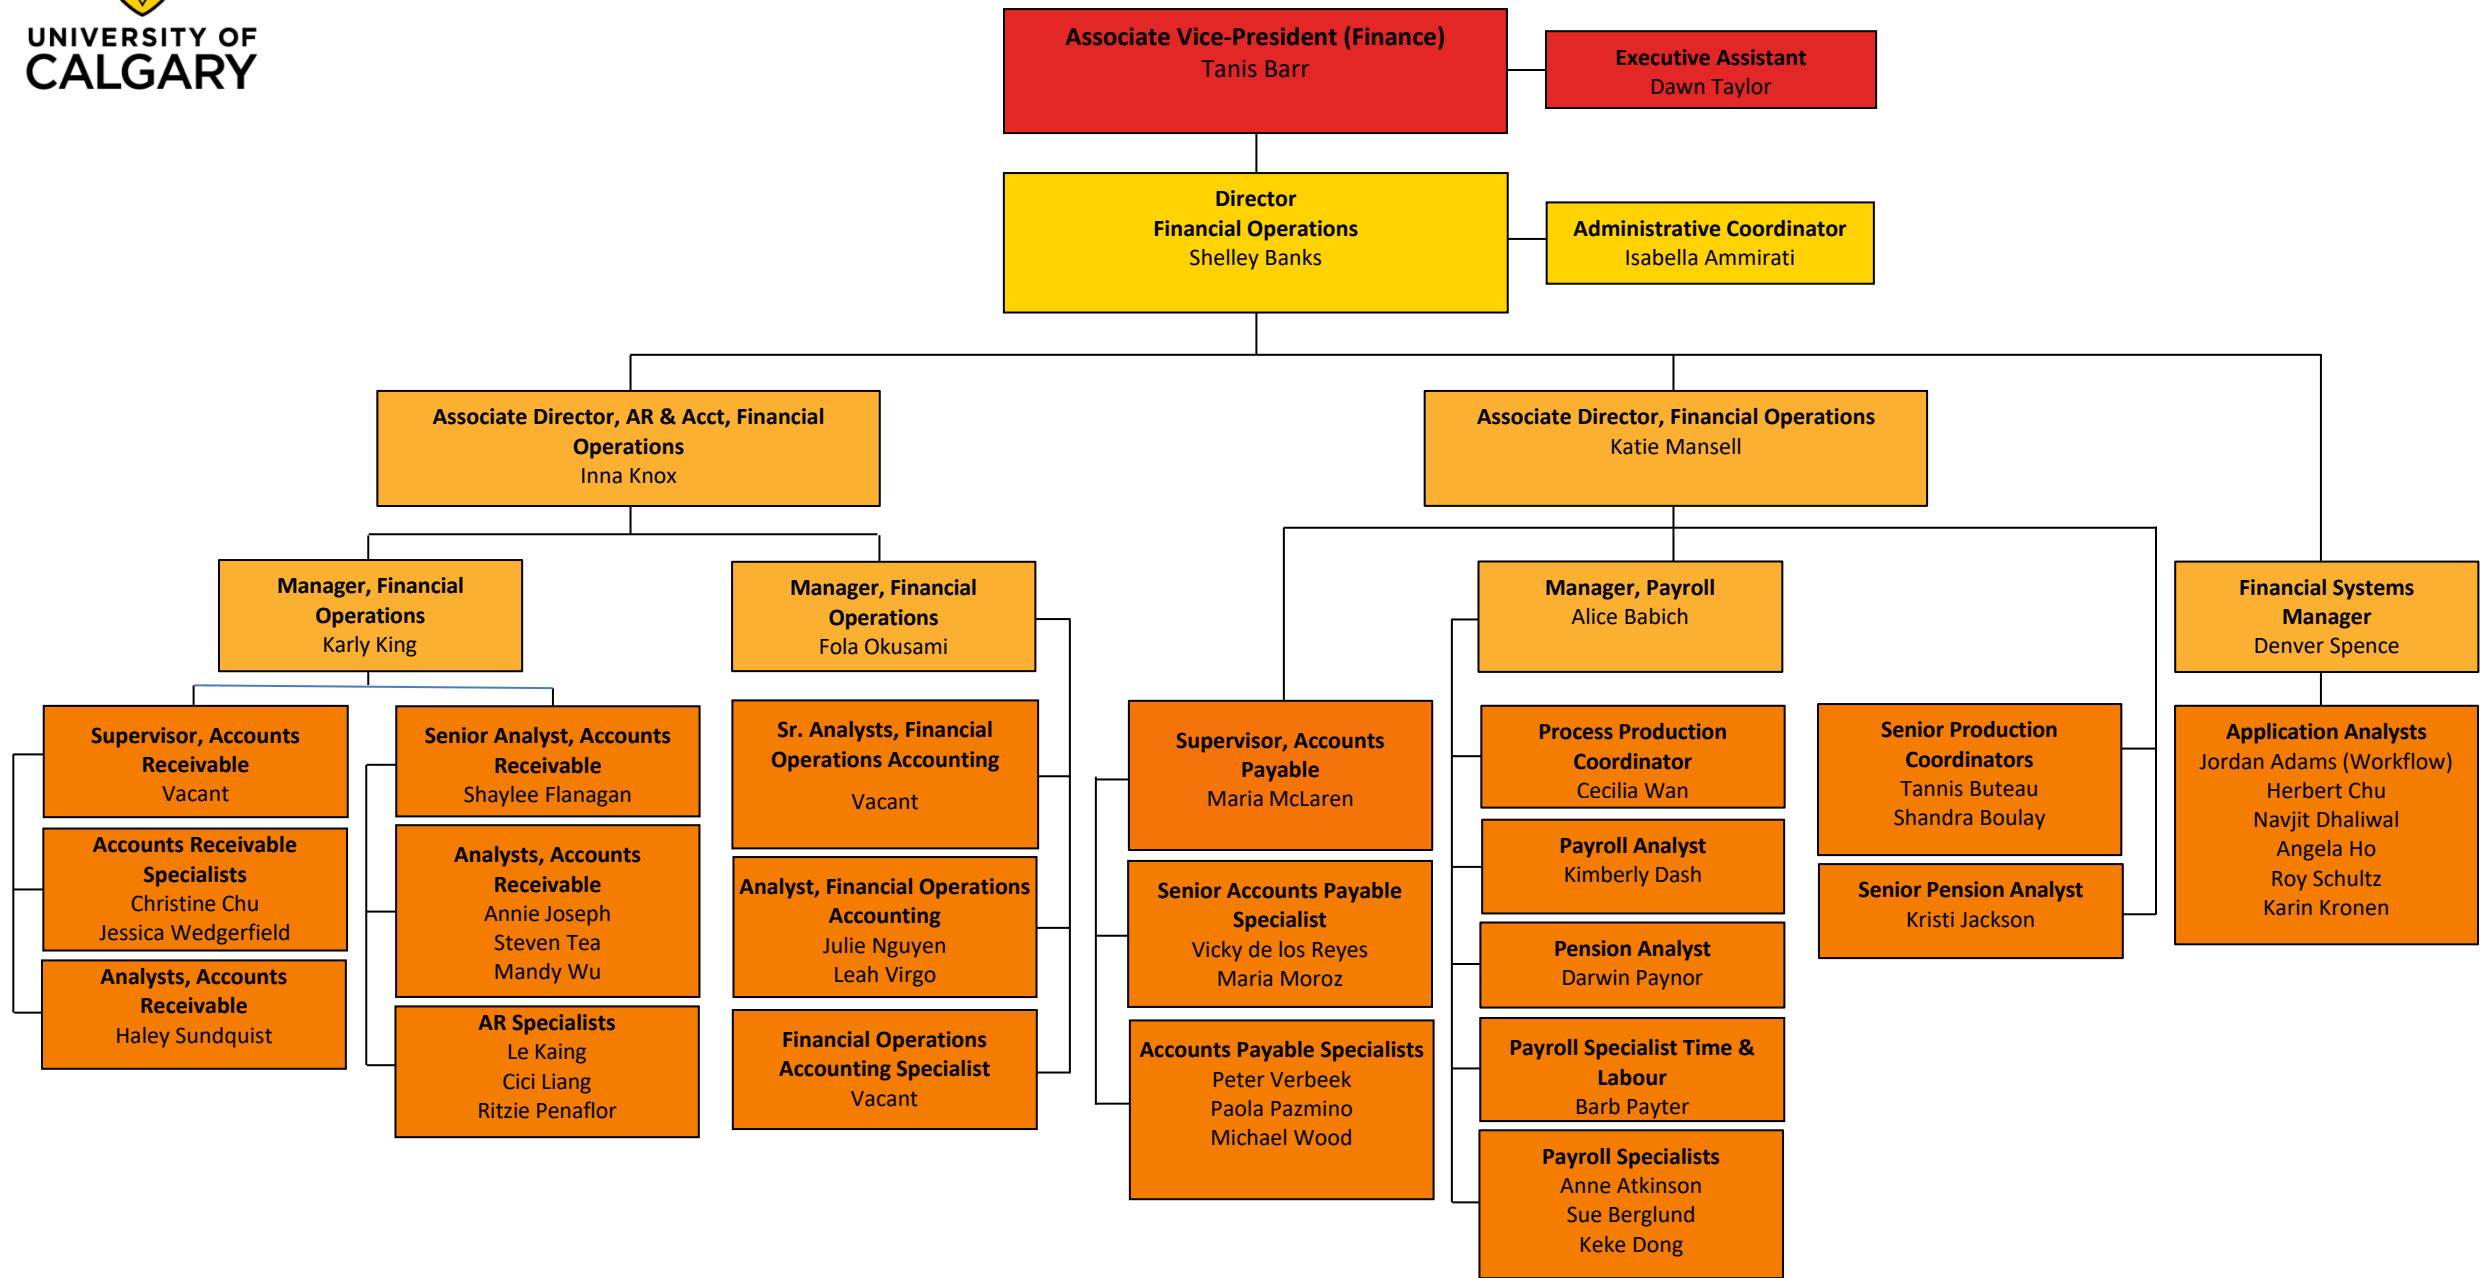 UNIVERSITY OF
CALGARY
Associate Vice-President (Finance)
Tanis Barr
Executive Assistant
Dawn Taylor
Director
Financial Operations
Shelley Banks
Administrative Coordinator
Isabella Ammirati
Associate Director, AR & Acct, Financial
Operations
Inna Knox
Associate Director, Financial Operations
Katie Mansell
Manager, Financial
Operations
Karly King
Manager, Financial
Operations
Fola Okusami
Manager, Payroll
Alice Babich
Financial Systems
Manager
Denver Spence
Supervisor, Accounts
Receivable
Vacant
Accounts Receivable
Specialists
Christine Chu
Jessica Wedgerfield
Analysts, Accounts
Receivable
Haley Sundquist
Senior Analyst, Accounts
Receivable
Shaylee Flanagan
Analysts, Accounts
Receivable
Annie Joseph
Steven Tea
Mandy Wu
AR Specialists
Le Kaing
Cici Liang
Ritzie Penaflor
Sr. Analysts, Financial
Operations Accounting
Vacant
Analyst, Financial Operations
Accounting
Julie Nguyen
Leah Virgo
Financial Operations
Accounting Specialist
Vacant
Supervisor, Accounts
Payable
Maria McLaren
Senior Accounts Payable
Specialist
Vicky de los Reyes
Maria Moroz
Accounts Payable Specialists
Peter Verbeek
Paola Pazmino
Michael Wood
Process Production
Coordinator
Cecilia Wan
Payroll Analyst
Kimberly Dash
Pension Analyst
Darwin Paynor
Payroll Specialist Time &
Labour
Barb Payter
Payroll Specialists
Anne Atkinson
Sue Berglund
Keke Dong
Senior Production
Coordinators
Tannis Buteau
Shandra Boulay
Senior Pension Analyst
Kristi Jackson
Application Analysts
Jordan Adams (Workflow)
Herbert Chu
Navjit Dhaliwal
Angela Ho
Roy Schultz
Karin Kronen